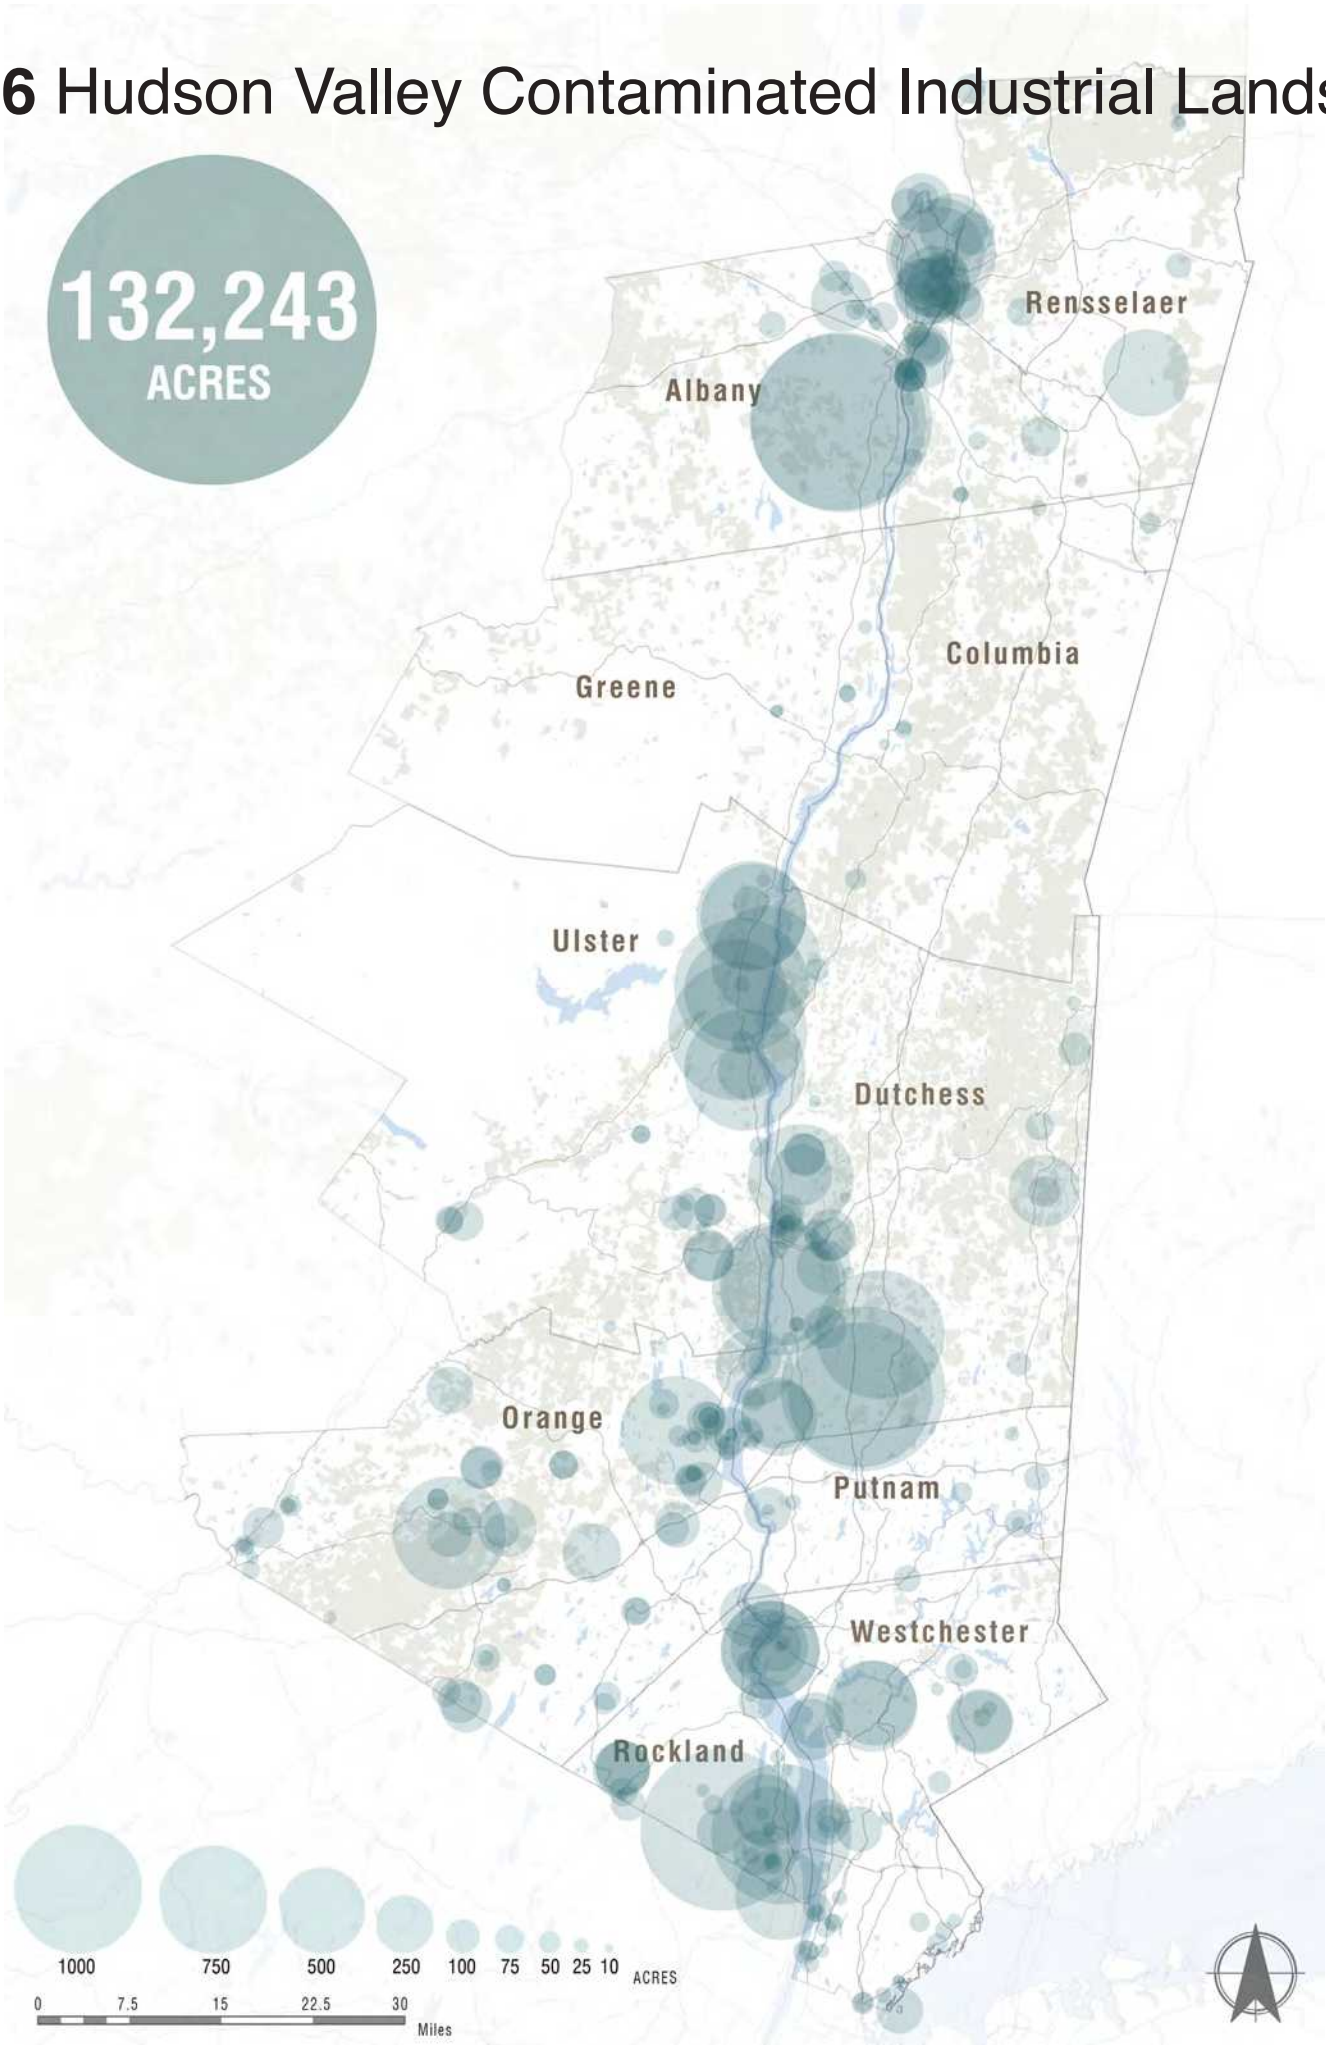 6 Hudson Valley Contaminated Industrial Lands
132,243
ACRES
Rensselaer
Albany
Columbia
Greene
Ulster
Dutchess
Orange
Putnam
Westchester
Rockland
1000 750 500 250 100 75 50 25 10 ACRES
0 7.5 15 22.5 30
Miles